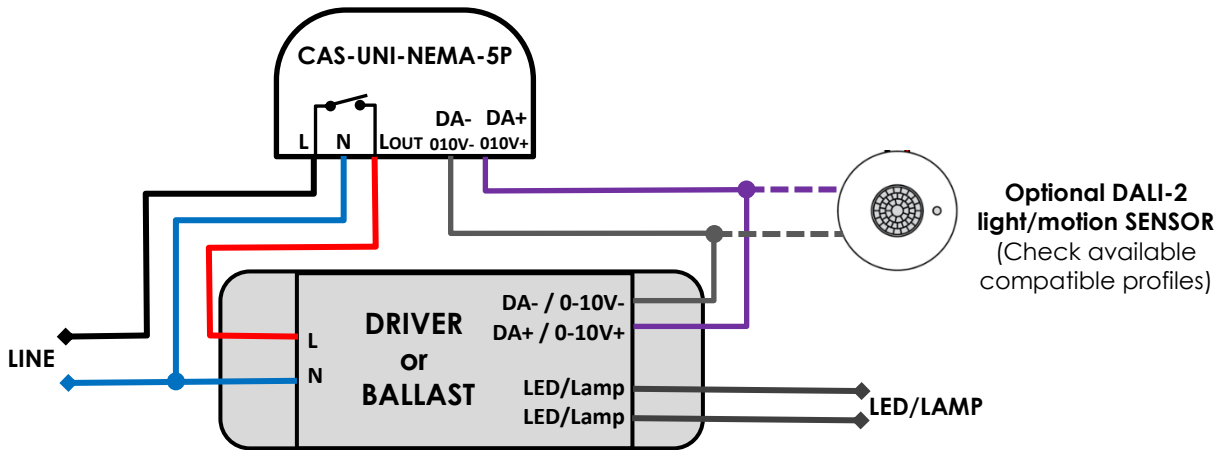 CAS-UNI-NEMA-5P
DA- DA+
L N LOUT 010V- 010V+
Optional DALI-2
light/motion SENSOR
(Check available
compatible profiles)
DA- / 0-10V-
DRIVER
DA+ / 0-10V+
L
or
LINE
N
LED/Lamp
BALLAST
LED/Lamp
LED/LAMP